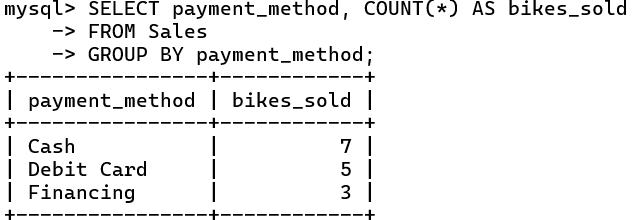 mysql> SELECT payment_method, COUNT(*) AS bikes_sold
    -> FROM Sales
    -> GROUP BY payment_method;
+----------------+------------+
| payment_method | bikes_sold |
+----------------+------------+
| Cash           |          7 |
| Debit Card     |          5 |
| Financing      |          3 |
+----------------+------------+